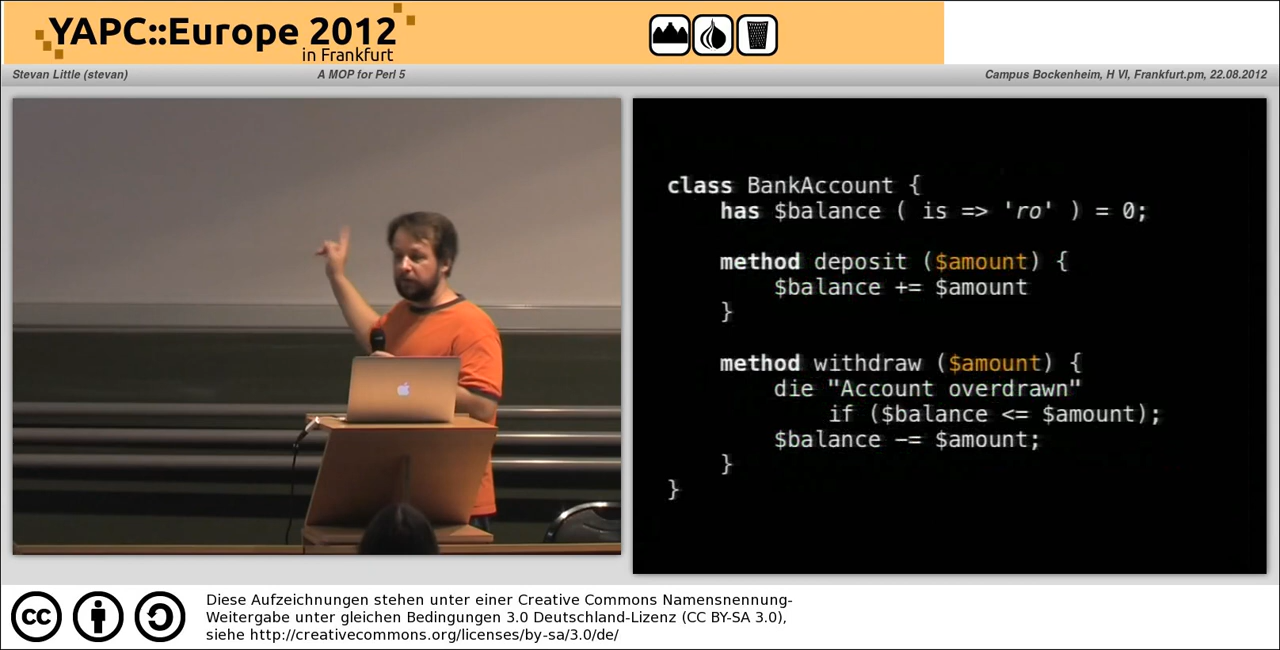 YAPC::Europe 2012
in Frankfurt
Stevan Little (stevan)
A MOP for Perl 5
Campus Bockenheim, H VI, Frankfurt.pm, 22.08.2012
class BankAccount {
has $balance ( is => 'ro' ) = 0;
method deposit ($amount) {
$balance += $amount
}
method withdraw ($amount) {
die "Account overdrawn"
if ($balance <= $amount);
$balance -= $amount;
}
}
cc
Diese Aufzeichnungen stehen unter einer Creative Commons Namensnennung-
Weitergabe unter gleichen Bedingungen 3.0 Deutschland-Lizenz (CC BY-SA 3.0),
siehe http://creativecommons.org/licenses/by-sa/3.0/de/